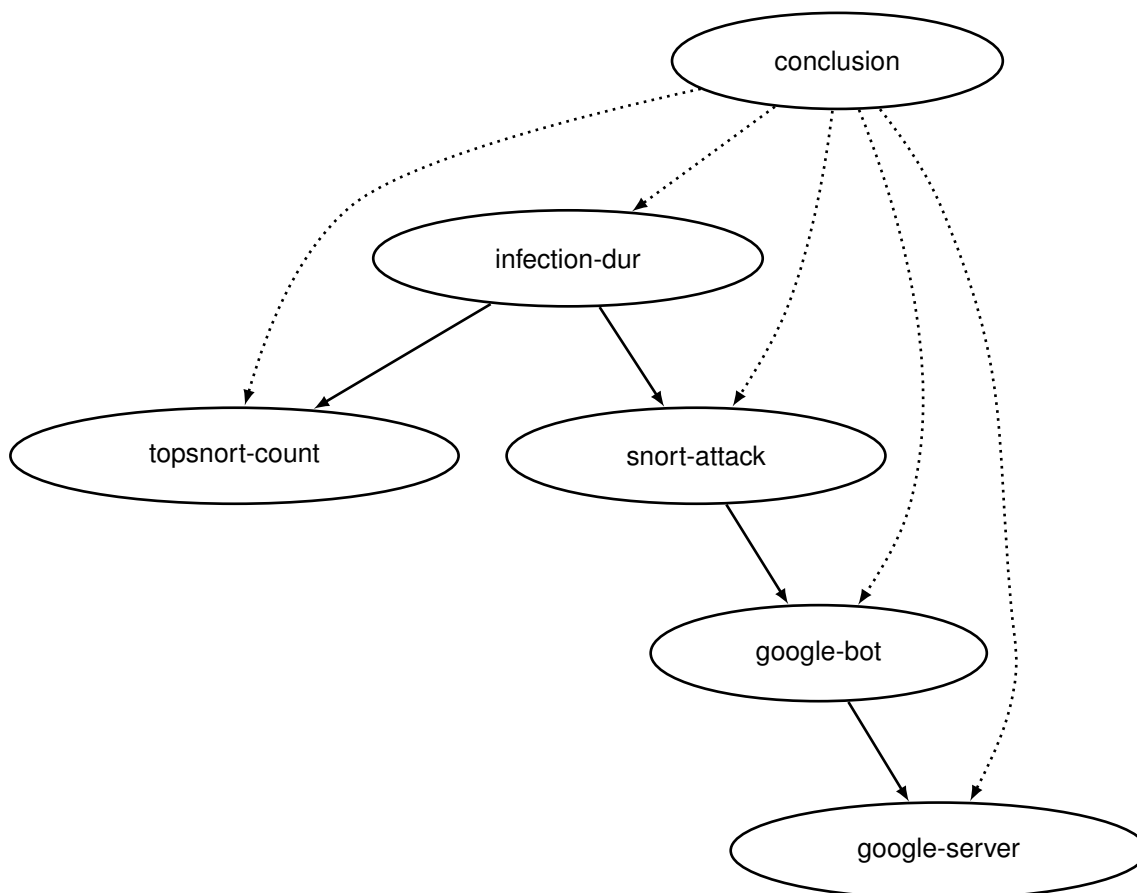 conclusion
infection-dur
topsnort-count
snort-attack
google-bot
google-server